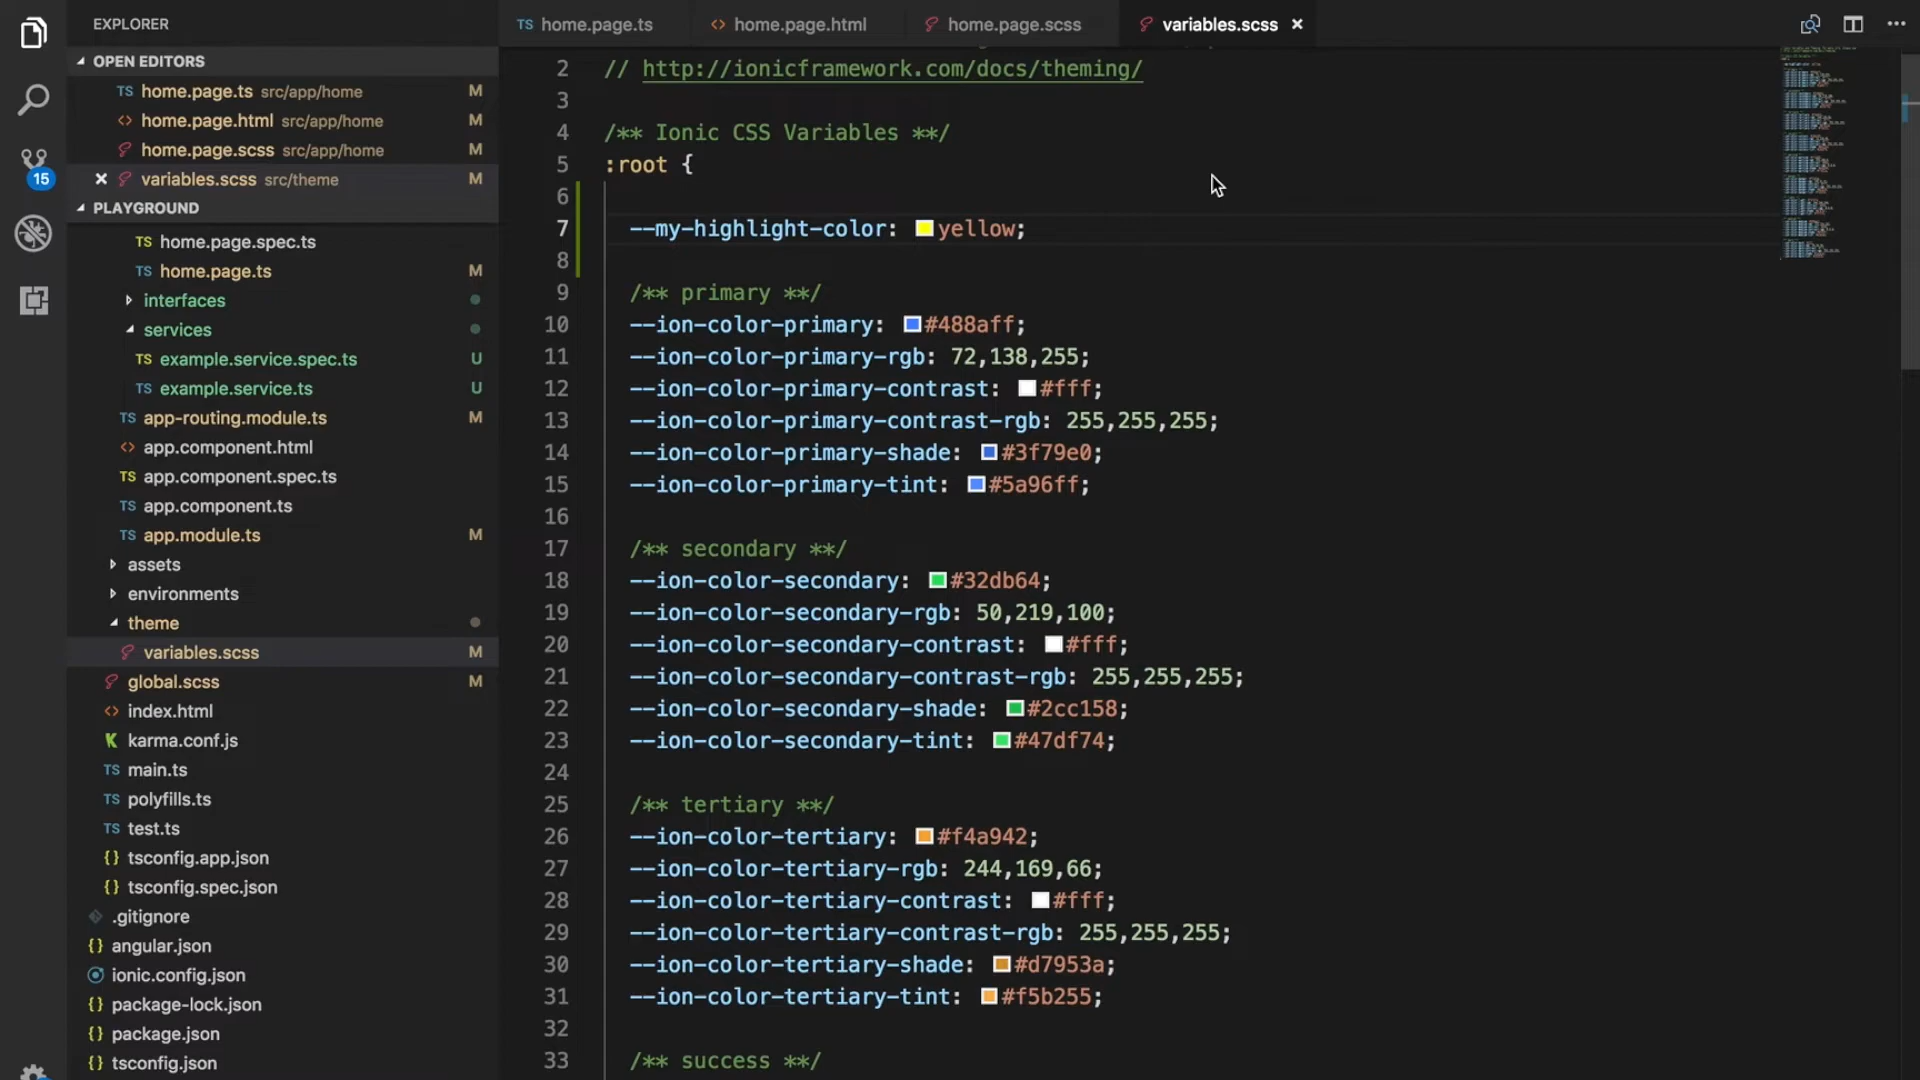 EXPLORER
home.page.ts
home.page.html
home.page.scss
variables.scss
OPEN EDITORS
TS home.page.ts src/app/home M
<> home.page.html src/app/home M
home.page.scss src/app/home M
variables.scss src/theme M
15
PLAYGROUND
TS home.page.spec.ts
TS home.page.ts M
interfaces
services
TS example.service.spec.ts U
TS example.service.ts U
TS app-routing.module.ts M
<> app.component.html
TS app.component.spec.ts
TS app.component.ts
TS app.module.ts M
assets
environments
theme
variables.scss M
global.scss M
<> index.html
K karma.conf.js
TS main.ts
TS polyfills.ts
TS test.ts
{} tsconfig.app.json
{} tsconfig.spec.json
.gitignore
{} angular.json
ionic.config.json
{} package-lock.json
{} package.json
{} tsconfig.json
2 // http://ionicframework.com/docs/theming/
3
4 /** Ionic CSS Variables **/
5 :root {
6
7 --my-highlight-color: yellow;
8
9 /** primary **/
10 --ion-color-primary: #488aff;
11 --ion-color-primary-rgb: 72,138,255;
12 --ion-color-primary-contrast: #fff;
13 --ion-color-primary-contrast-rgb: 255,255,255;
14 --ion-color-primary-shade: #3f79e0;
15 --ion-color-primary-tint: #5a96ff;
16
17 /** secondary **/
18 --ion-color-secondary: #32db64;
19 --ion-color-secondary-rgb: 50,219,100;
20 --ion-color-secondary-contrast: #fff;
21 --ion-color-secondary-contrast-rgb: 255,255,255;
22 --ion-color-secondary-shade: #2cc158;
23 --ion-color-secondary-tint: #47df74;
24
25 /** tertiary **/
26 --ion-color-tertiary: #f4a942;
27 --ion-color-tertiary-rgb: 244,169,66;
28 --ion-color-tertiary-contrast: #fff;
29 --ion-color-tertiary-contrast-rgb: 255,255,255;
30 --ion-color-tertiary-shade: #d7953a;
31 --ion-color-tertiary-tint: #f5b255;
32
33 /** success **/